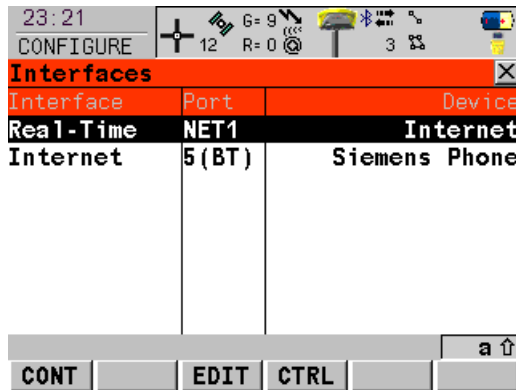 23:21
CONFIGURE
12
G= 9
R= 0
3
Interfaces
Interface Port Device
Real-Time NET1 Internet
Internet 5(BT) Siemens Phone
a
CONT EDIT CTRL